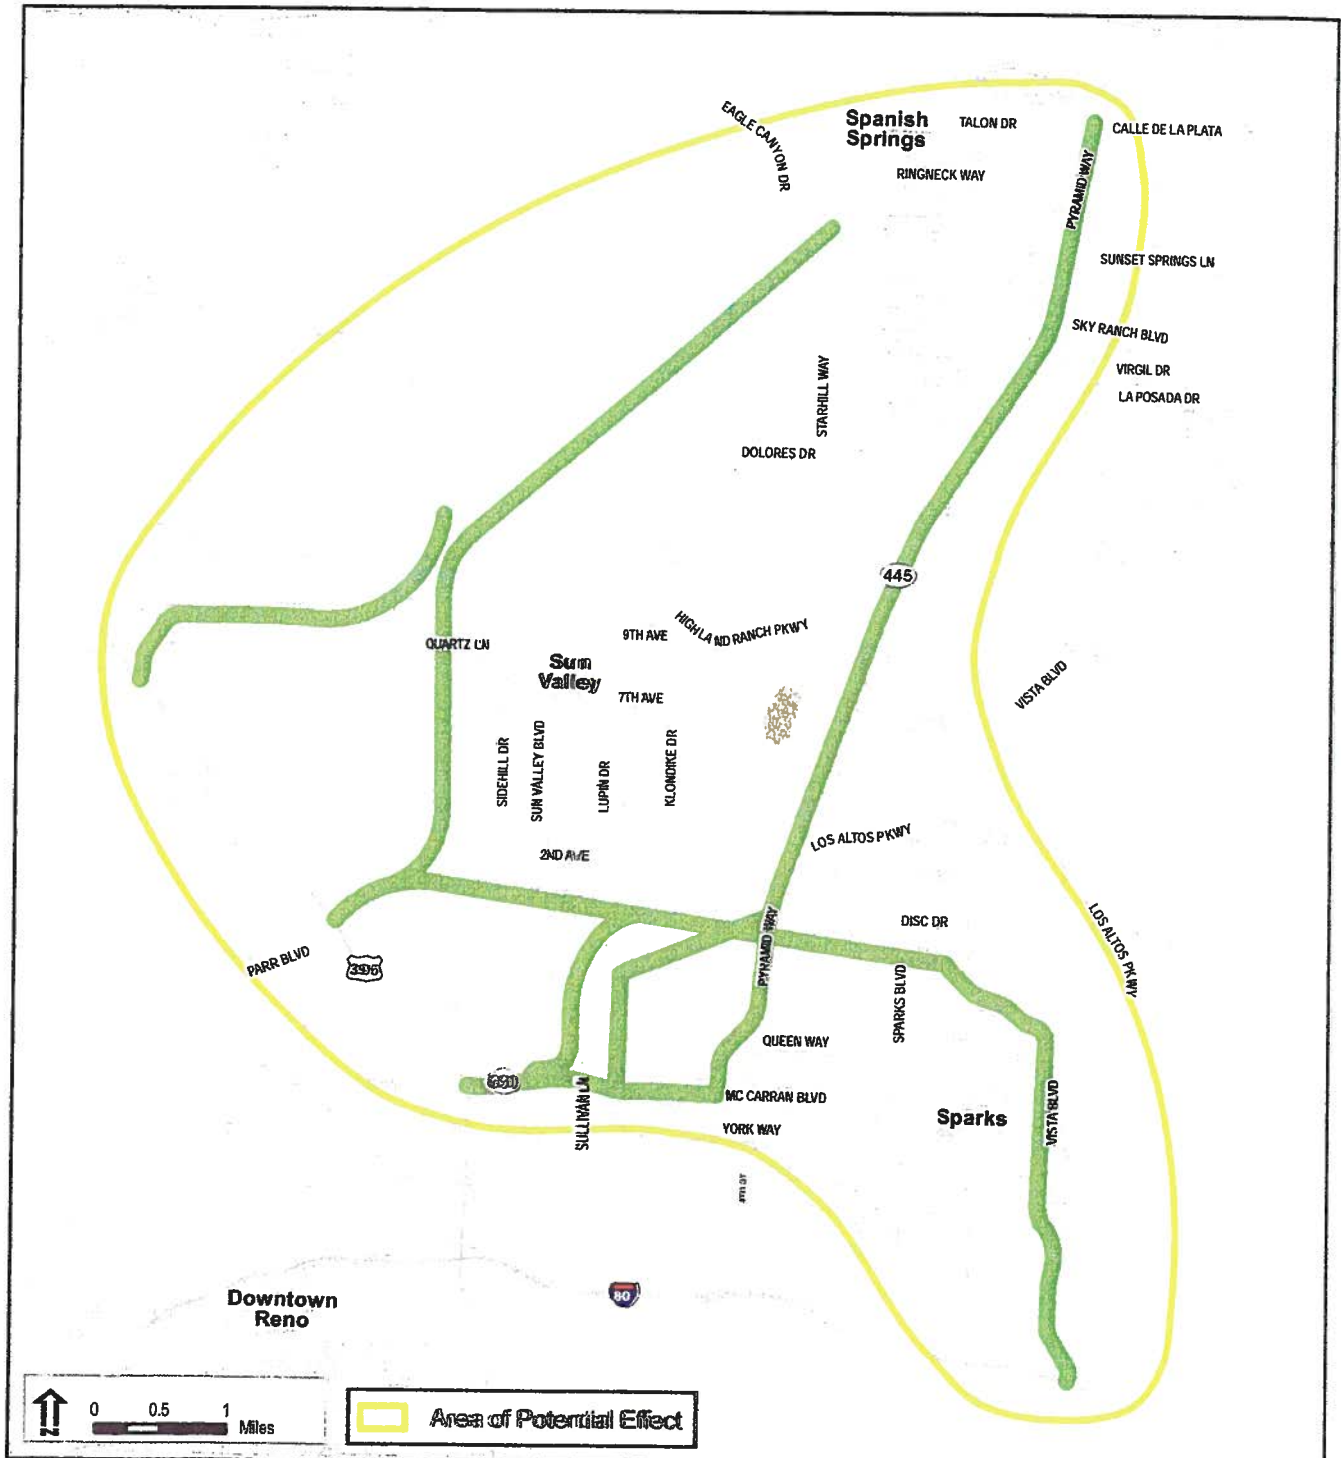 EAGLE CANYON DR
Spanish
Springs
TALON DR
CALLE DE LA PLATA
RINGNECK WAY
PYRAMID WAY
SUNSET SPRINGS LN
SKY RANCH BLVD
VIRGIL DR
LA POSADA DR
STARHILL WAY
DOLORES DR
445
HIGHLAND RANCH PKWY
9TH AVE
QUARTZ LN
Sun
Valley
7TH AVE
VISTA BLVD
SIDEHILL DR
SUN VALLEY BLVD
LUPIN DR
KLONDIKE DR
LOS ALTOS PKWY
2ND AVE
DISC DR
LOS ALTOS PKWY
PYRAMID WAY
PARR BLVD
SPARKS BLVD
QUEEN WAY
MC CARRAN BLVD
SULLIVAN LN
YORK WAY
Sparks
VISTA BLVD
80
Downtown
Reno
0 0.5 1
Miles
N
Area of Potential Effect